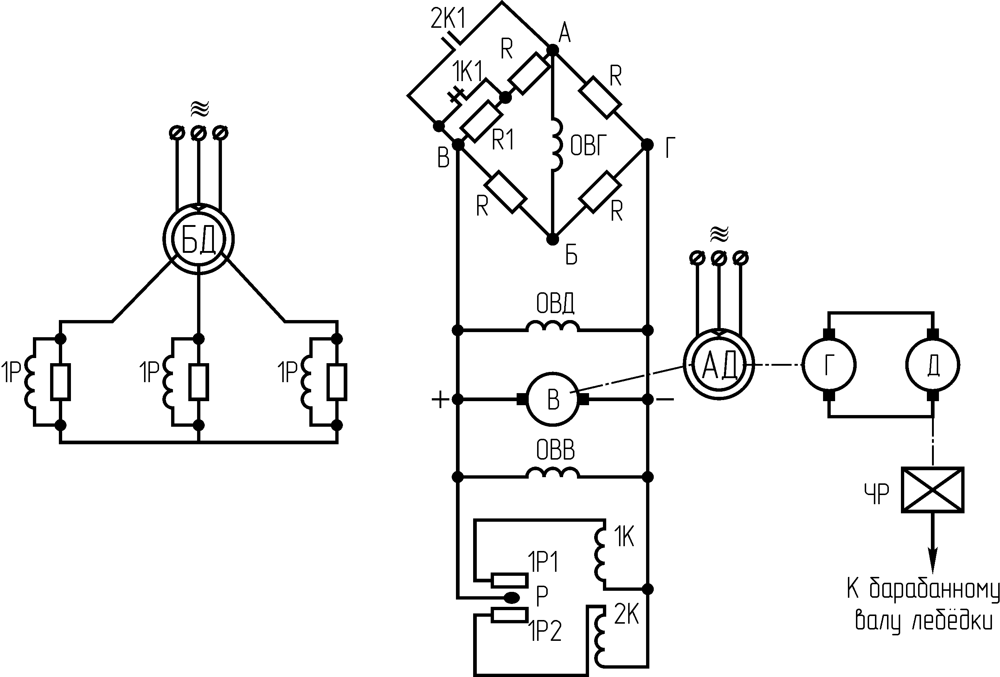 2К1
А
R
1К1
R
R1
ОВГ
В
Г
R
R
Б
БД
ОВД
1Р
1Р
1Р
+
В
−
АД
Г
Д
ОВВ
ЧР
1К
1Р1
Р
2К
1Р2
К барабанному
валу лебёдки